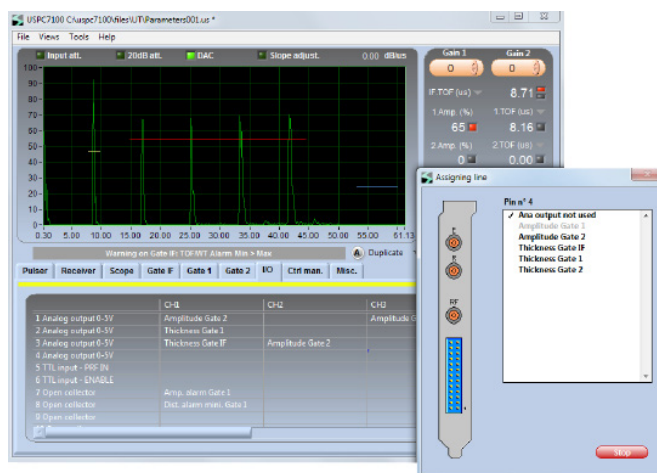 USPC7100 C:\uspc7100\files\UT\Parameters001.us *
File Views Tools Help
Input att. 20dB att. DAC Slope adjust. 0.00 dB/us
Gain 1 Gain 2
0 0
IF.TOF (us) 8.71
1.Amp. (%) 1.TOF (us)
65 8.16
2.Amp. (%) 2.TOF (us)
0 0.00
100
90
80
70
60
50
40
30
20
10
0
0.30 5.00 10.00 15.00 20.00 25.00 30.00 35.00 40.00 45.00 50.00 55.00 61.13
Warning on Gate IF: TOF/WT Alarm Min > Max
A Duplicate
Pulser Receiver Scope Gate IF Gate 1 Gate 2 I/O Ctrl man. Misc.
CH1 CH2 CH3
1 Analog output 0-5V Amplitude Gate 2 Amplitude G
2 Analog output 0-5V Thickness Gate 1
3 Analog output 0-5V Thickness Gate IF Amplitude Gate 2
4 Analog output 0-5V
5 TTL input - PRF IN
6 TTL input - ENABLE
7 Open collector Amp. alarm Gate 1
8 Open collector Dist. alarm mini. Gate 1
9 Open collector
Assigning line
Pin n° 4
✓ Ana output not used
Amplitude Gate 1
Amplitude Gate 2
Thickness Gate IF
Thickness Gate 1
Thickness Gate 2
E
R
RF
Stop